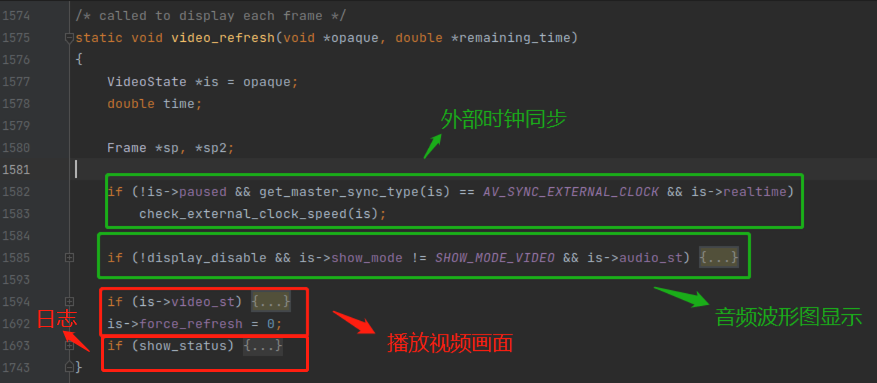 1574 /* called to display each frame */
1575 static void video_refresh(void *opaque, double *remaining_time)
1576 {
1577 VideoState *is = opaque;
1578 double time;
1579
1580 Frame *sp, *sp2;
外部时钟同步
1581
1582 if (!is->paused && get_master_sync_type(is) == AV_SYNC_EXTERNAL_CLOCK && is->realtime)
1583 check_external_clock_speed(is);
1584
1585 if (!display_disable && is->show_mode != SHOW_MODE_VIDEO && is->audio_st) {...}
1593
1594 if (is->video_st) {...}
音频波形图显示
日志
1692 is->force_refresh = 0;
播放视频画面
1693 if (show_status) {...}
1743 }